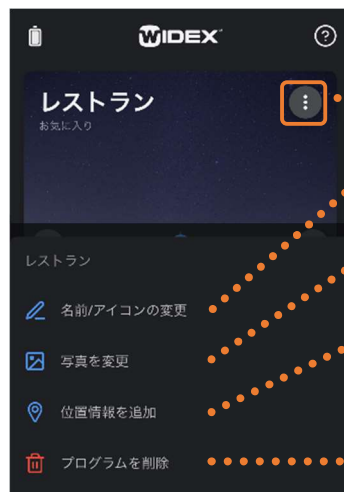 WIDEX
レストラン
お気に入り
レストラン
名前/アイコンの変更
写真を変更
位置情報を追加
プログラムを削除